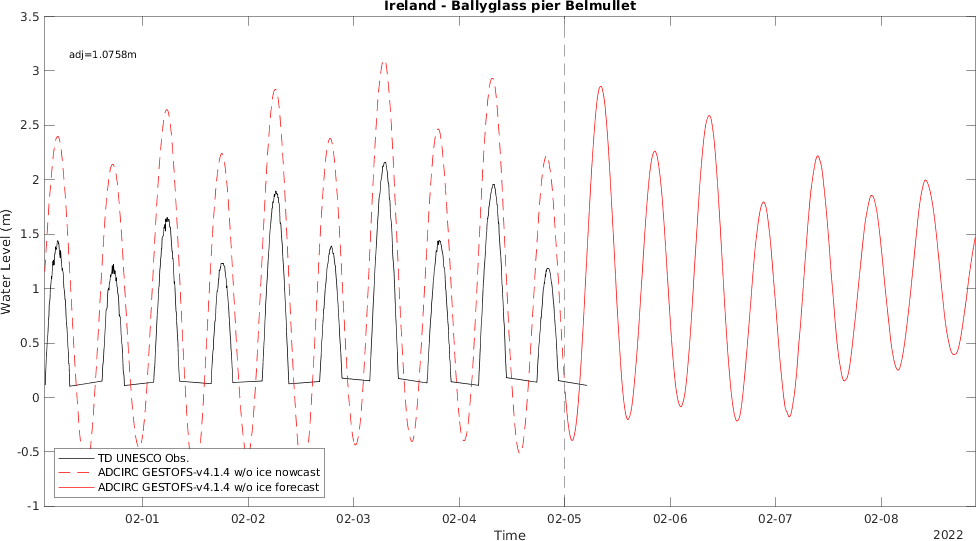 Ireland - Ballyglass pier Belmullet
3.5
adj=1.0758m
3
2.5
2
1.5
1
0.5
0
-0.5
-1
Water Level (m)
TD UNESCO Obs.
ADCIRC GESTOFS-v4.1.4 w/o ice nowcast
ADCIRC GESTOFS-v4.1.4 w/o ice forecast
02-01 02-02 02-03 02-04 02-05 02-06 02-07 02-08
Time
2022